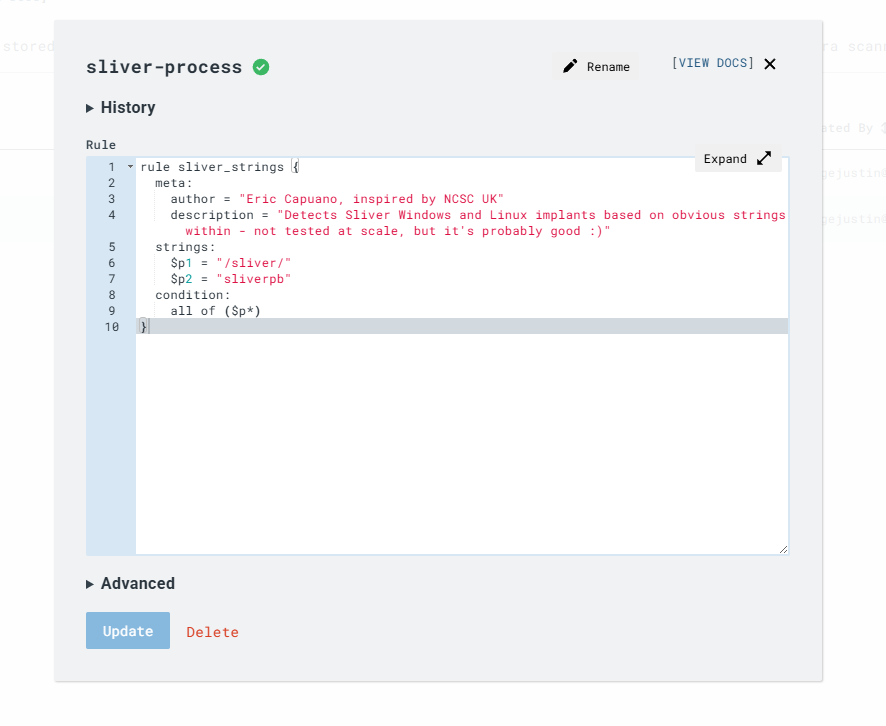 stored
ra scann
sliver-process
Rename
[VIEW DOCS]
History
ated By
Rule
Expand
gejustin@
gejustin@
1 rule sliver_strings {
2 meta:
3 author = "Eric Capuano, inspired by NCSC UK"
4 description = "Detects Sliver Windows and Linux implants based on obvious strings
within - not tested at scale, but it's probably good :)"
5 strings:
6 $p1 = "/sliver/"
7 $p2 = "sliverpb"
8 condition:
9 all of ($p*)
10 }
Advanced
Update
Delete